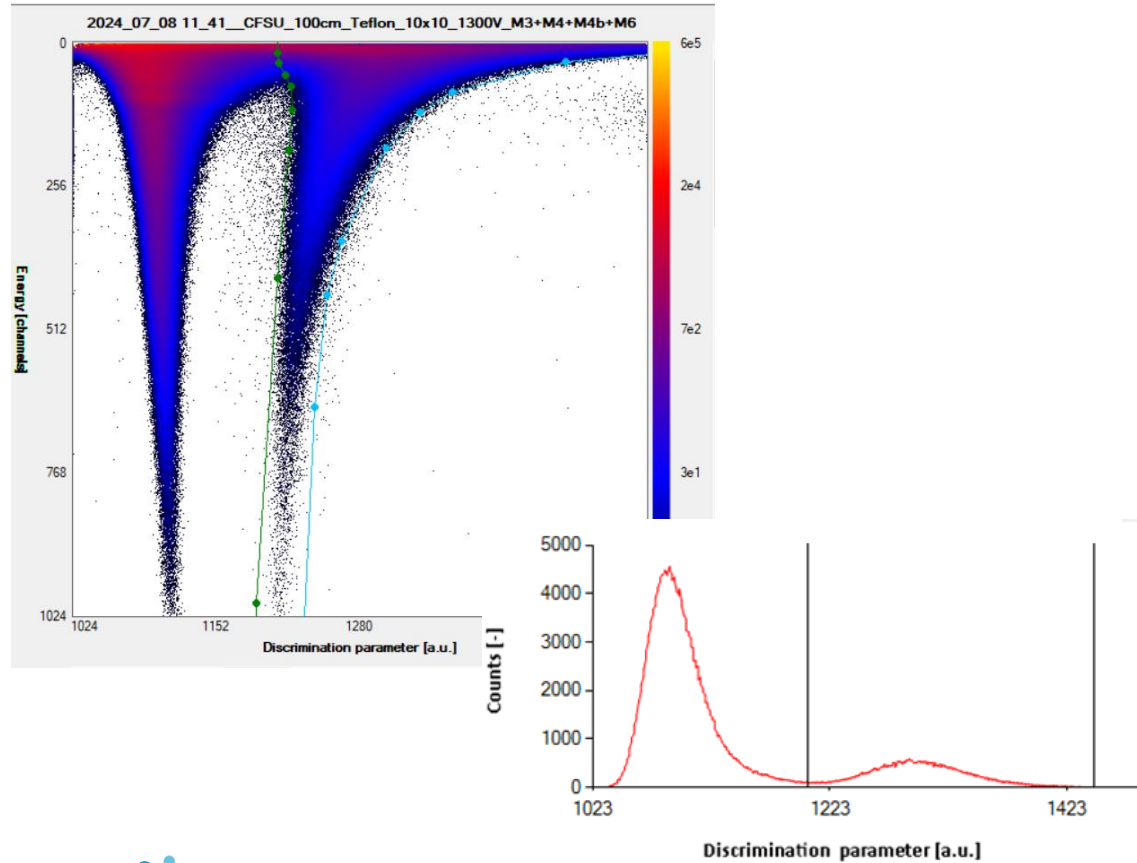 2024_07_08 11_41__CFSU_100cm_Teflon_10x10_1300V_M3+M4+M4b+M6
0
256
512
768
1024
Energy [channels]
1024
1152
1280
Discrimination parameter [a.u.]
6e5
2e4
7e2
3e1
5000
4000
3000
2000
1000
0
Counts [-]
1023
1223
1423
Discrimination parameter [a.u.]